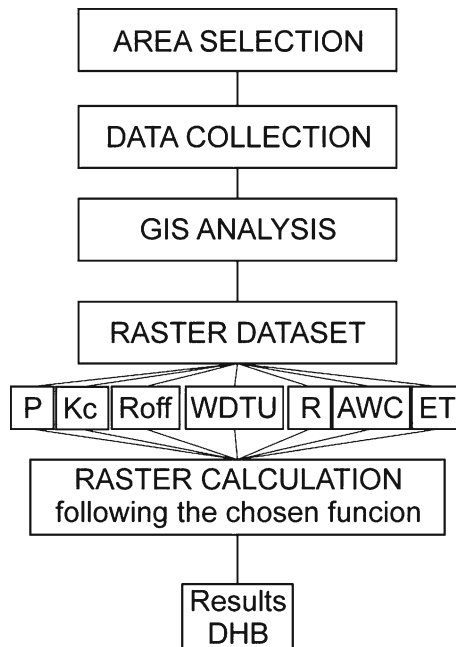 AREA SELECTION
DATA COLLECTION
GIS ANALYSIS
RASTER DATASET
P Kc Roff WDTU R AWC ET
RASTER CALCULATION
following the chosen funcion
Results
DHB